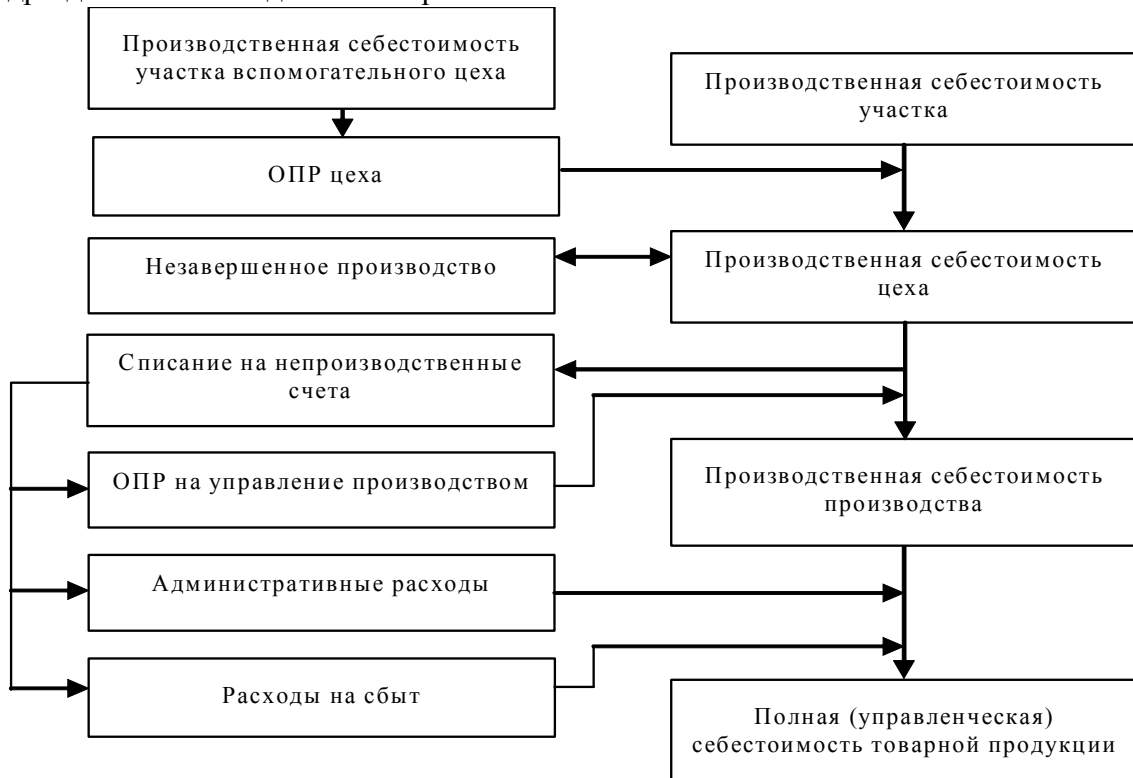 Производственная себестоимость
участка вспомогательного цеха
Производственная себестоимость
участка
ОПР цеха
Незавершенное производство
Производственная себестоимость
цеха
Списание на непроизводственные
счета
ОПР на управление производством
Производственная себестоимость
производства
Административные расходы
Расходы на сбыт
Полная (управленческая)
себестоимость товарной продукции